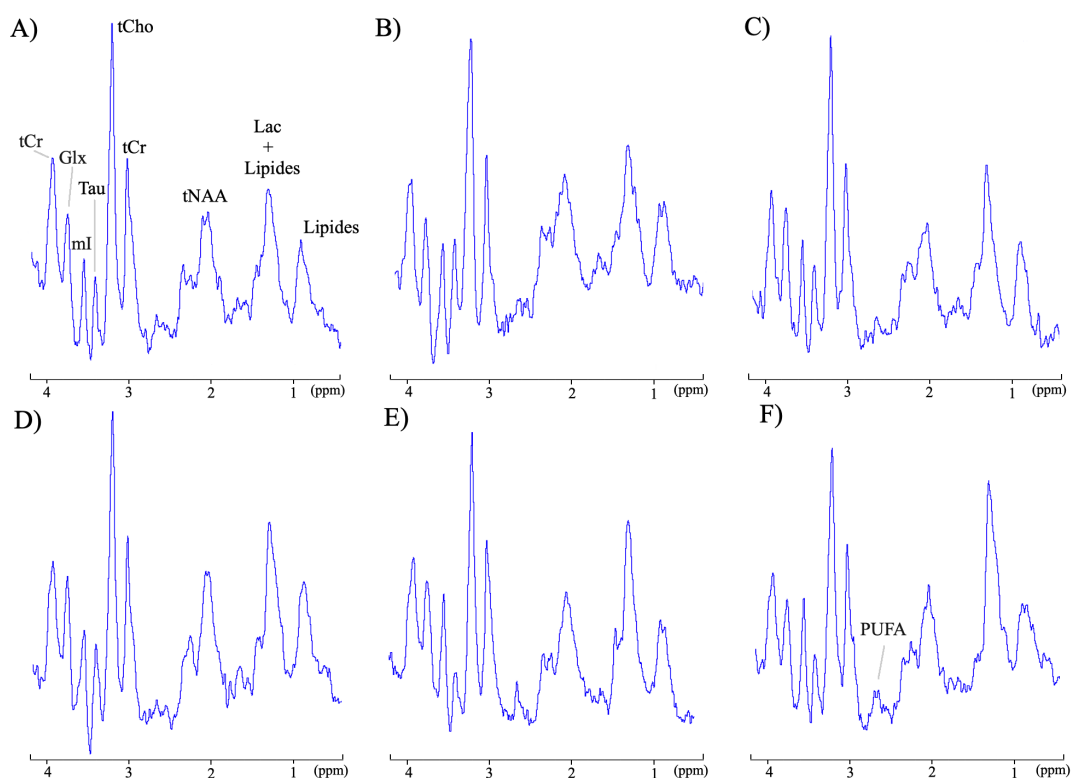 A)
B)
C)
tCho
tCr
Glx
tCr
Tau
mI
tNAA
Lac
+
Lipides
Lipides
4 3 2 1 (ppm)
4 3 2 1 (ppm)
4 3 2 1 (ppm)
D)
E)
F)
PUFA
4 3 2 1 (ppm)
4 3 2 1 (ppm)
4 3 2 1 (ppm)